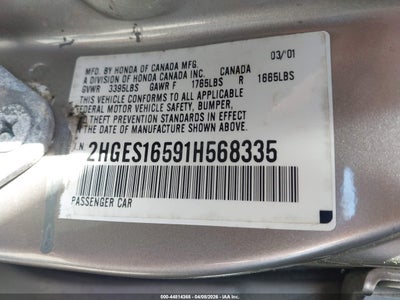 MFD. BY HONDA OF CANADA MFG. 03/01
A DIVISION OF HONDA CANADA INC. CANADA
GVWR 3395LBS GAWR F 1765LBS R 1665LBS
THIS VEHICLE CONFORMS TO ALL APPLICABLE
FEDERAL MOTOR VEHICLE SAFETY, BUMPER,
AND THEFT PREVENTION STANDARDS IN EFFECT
ON THE DATE OF MANUFACTURE SHOWN ABOVE.
2HGES16591H568335
PASSENGER CAR
000-44814368 - 04/09/2026 - IAA Inc.